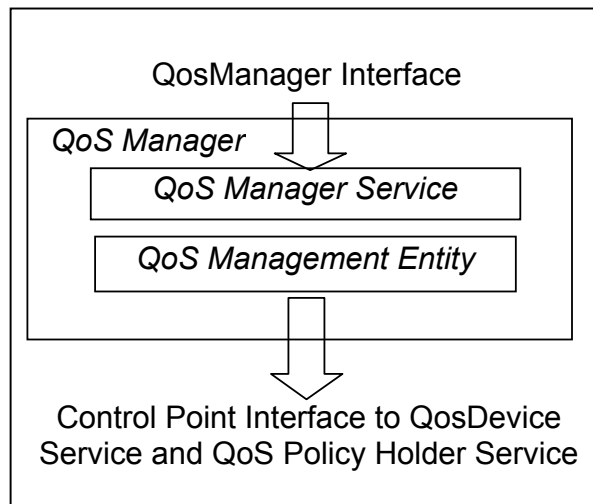 QosManager Interface
QoS Manager
QoS Manager Service
QoS Management Entity
Control Point Interface to QosDevice
Service and QoS Policy Holder Service